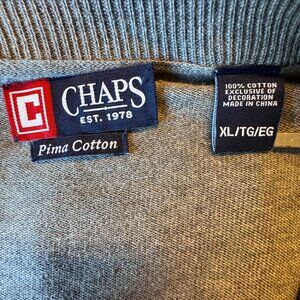 C
CHAPS
EST. 1978
Pima Cotton
100% COTTON
EXCLUSIVE OF
DECORATION
MADE IN CHINA
XL/TG/EG